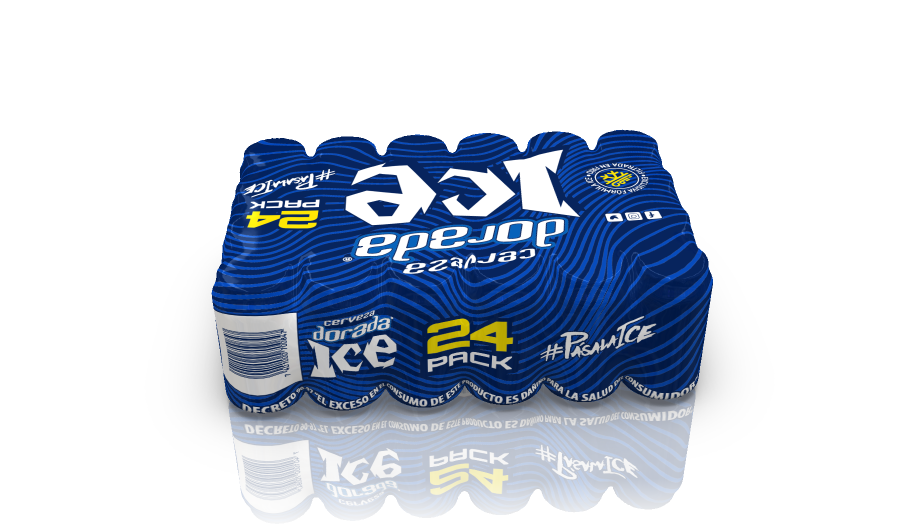 #PásalaICE
24
PACK
Ice
dorada
cerveza
®
cerveza
dorada
Ice
24
PACK
#PásalaICE
EL EXCESO EN EL CONSUMO DE ESTE PRODUCTO ES DAÑINO PARA LA SALUD DEL CONSUMIDOR
DECRETO